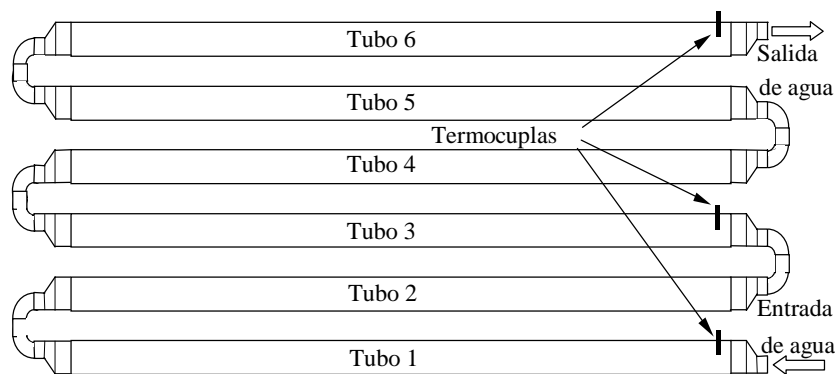 Tubo 6
Salida
de agua
Tubo 5
Termocuplas
Tubo 4
Tubo 3
Tubo 2
Entrada
de agua
Tubo 1